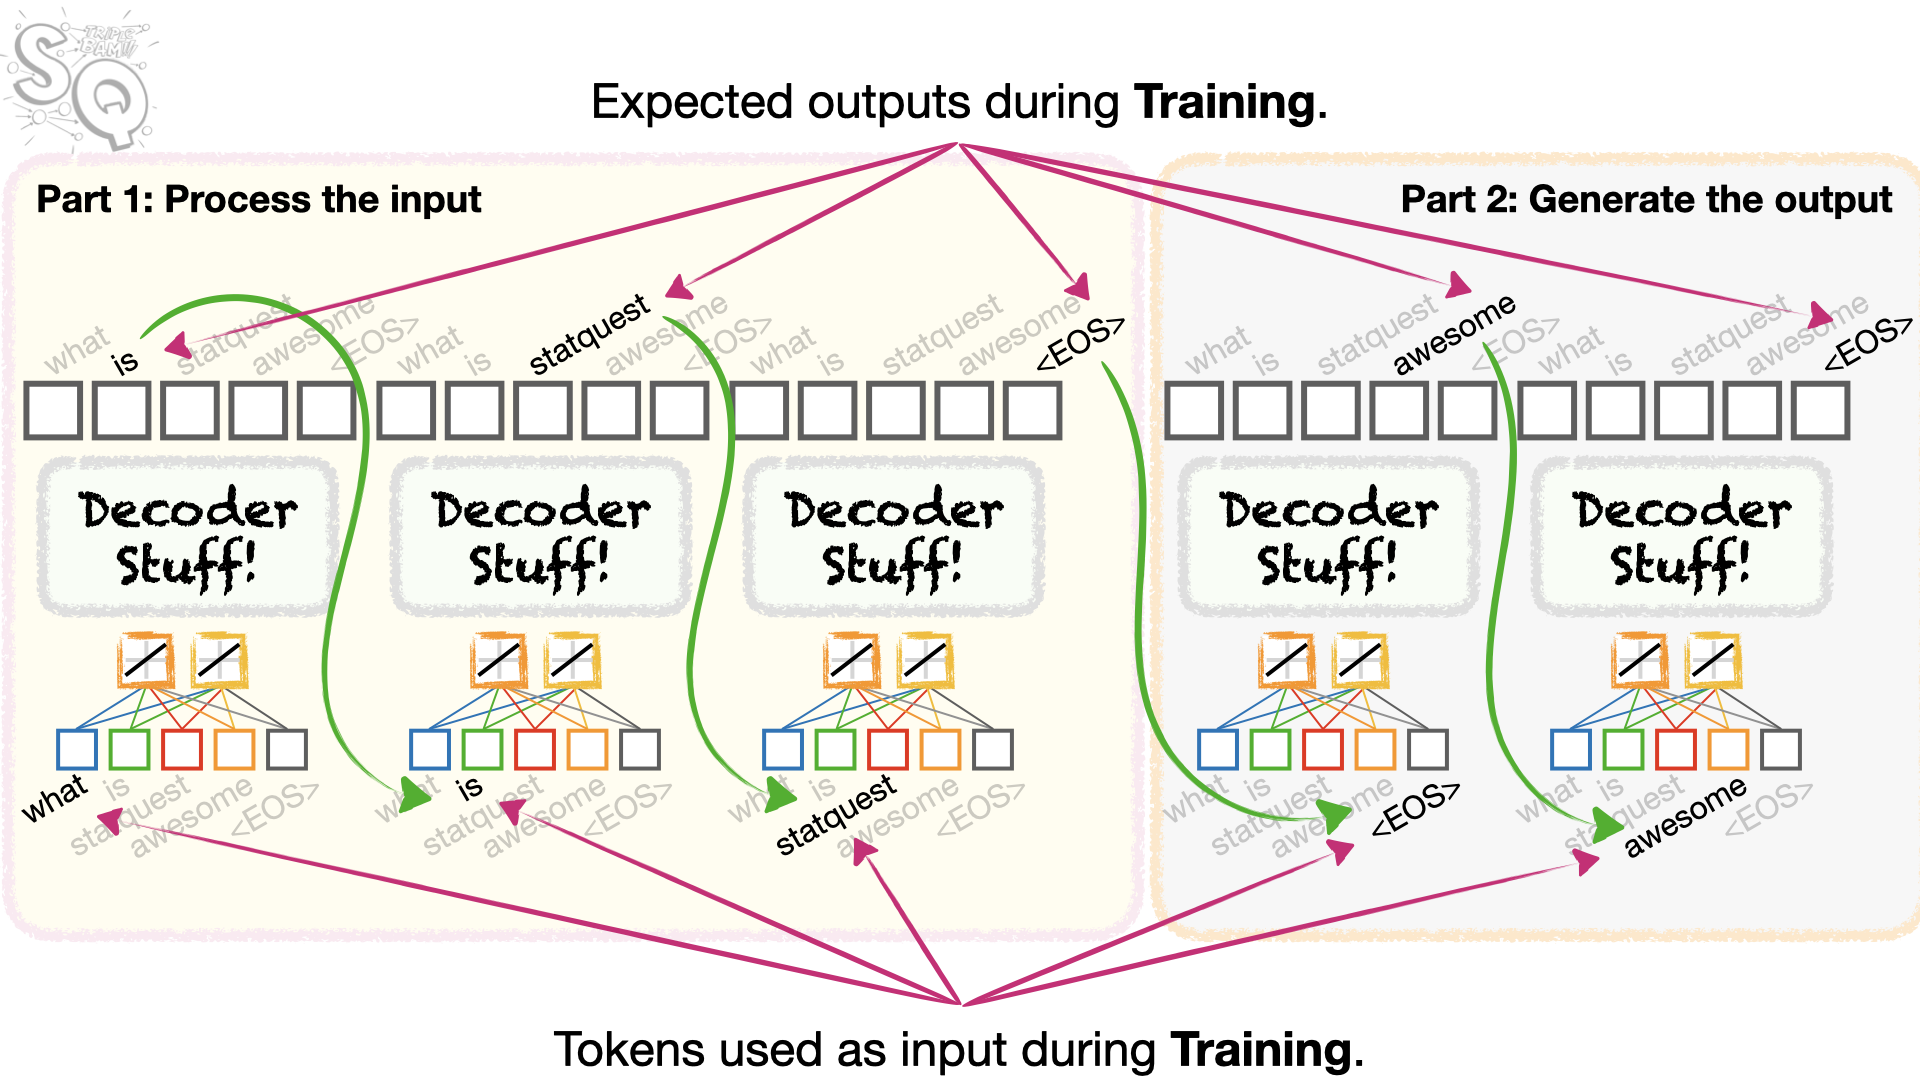 TRIPLE
BAM!!!
SQ
Expected outputs during Training.
Part 1: Process the input
Part 2: Generate the output
what is statquest awesome <EOS>
what is statquest awesome <EOS>
what is statquest awesome <EOS>
what is statquest awesome <EOS>
what is statquest awesome <EOS>
Decoder
Stuff!
Decoder
Stuff!
Decoder
Stuff!
Decoder
Stuff!
Decoder
Stuff!
what is statquest awesome <EOS>
what is statquest awesome <EOS>
what is statquest awesome <EOS>
what is statquest awesome <EOS>
what is statquest awesome <EOS>
Tokens used as input during Training.